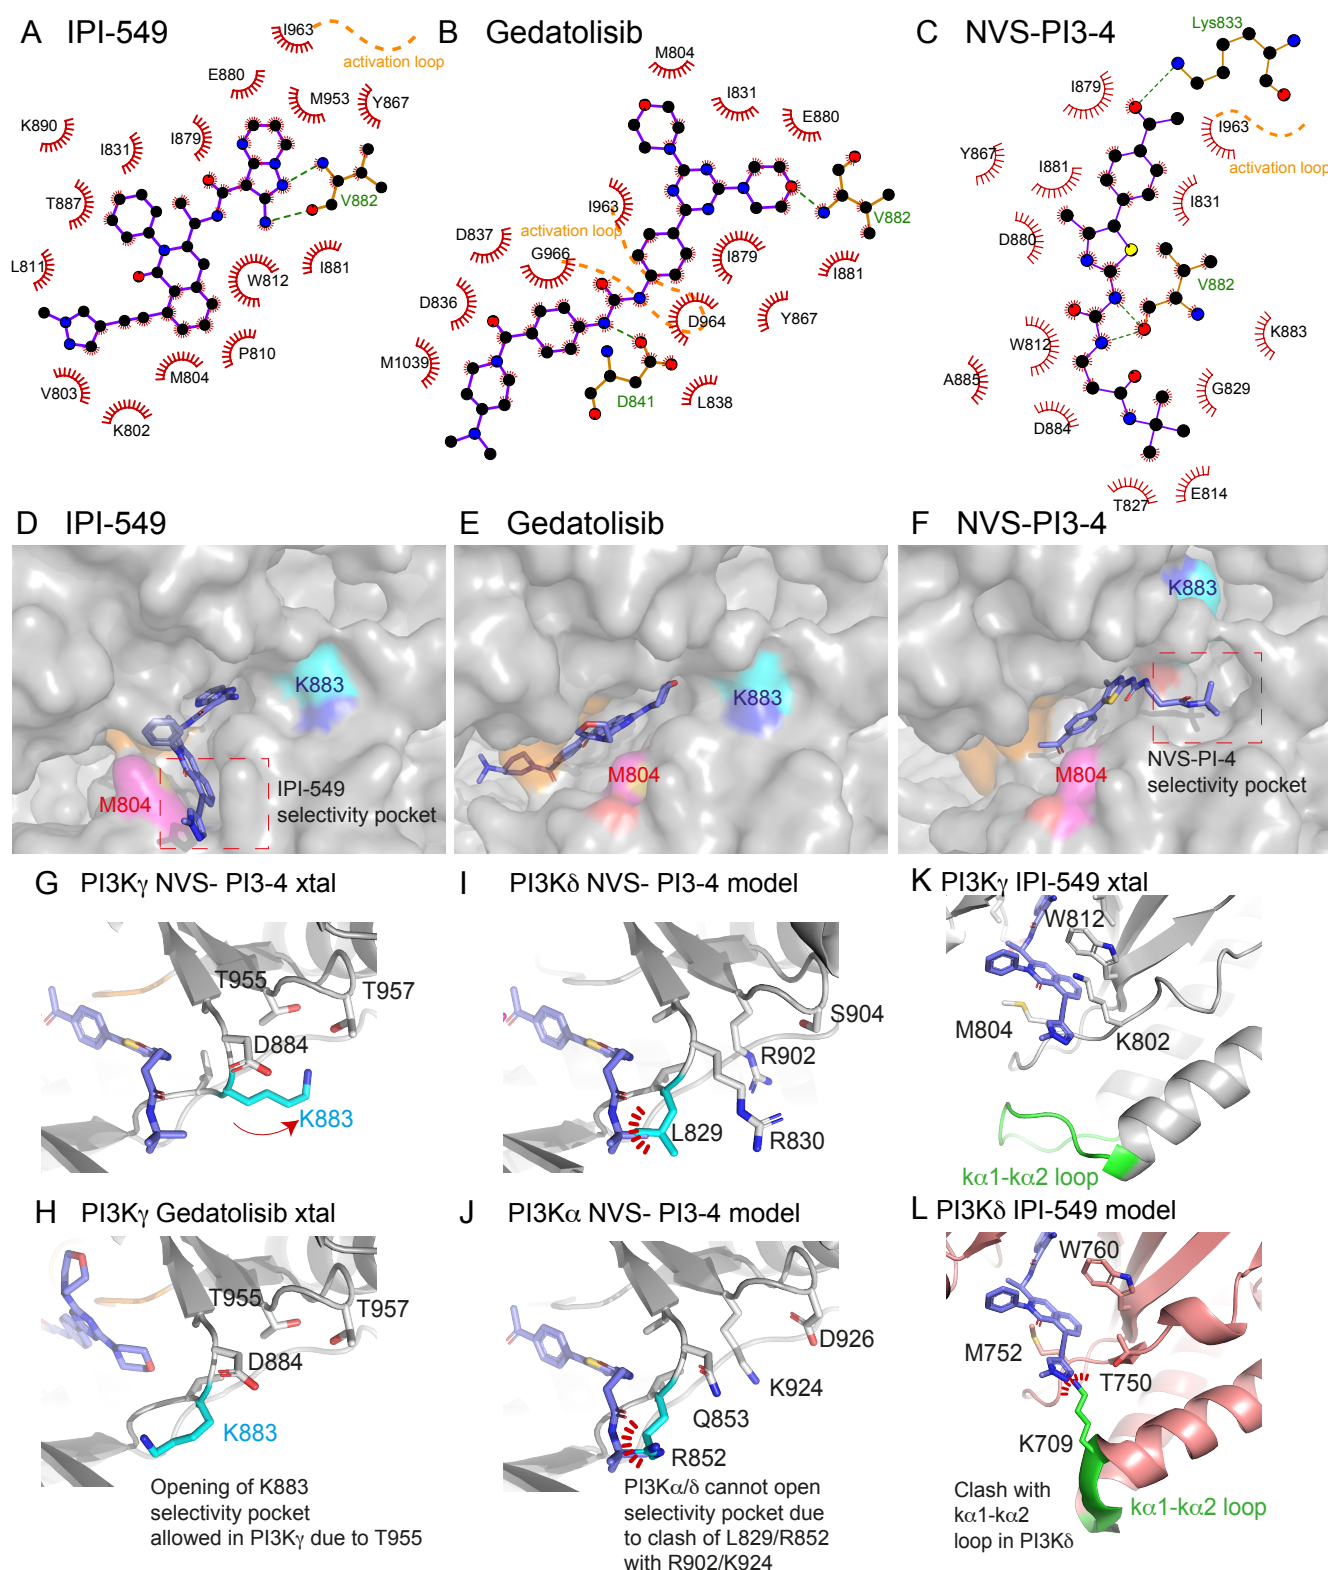 A IPI-549
I963
activation loop
E880
M953
Y867
K890
I831
I879
T887
V882
L811
W812
I881
P810
M804
V803
K802
B Gedatolisib
M804
I831
E880
I963
activation loop
V882
D837
G966
I879
I881
D836
D964
Y867
M1039
D841
L838
C NVS-PI3-4
Lys833
I879
I963
activation loop
Y867
I881
I831
D880
V882
W812
K883
A885
G829
D884
T827
E814
D IPI-549
K883
M804
IPI-549
selectivity pocket
E Gedatolisib
K883
M804
F NVS-PI3-4
K883
M804
NVS-PI-4
selectivity pocket
G PI3Kγ NVS- PI3-4 xtal
T955
T957
D884
K883
I PI3Kδ NVS- PI3-4 model
S904
R902
L829
R830
K PI3Kγ IPI-549 xtal
W812
M804
K802
kα1-kα2 loop
H PI3Kγ Gedatolisib xtal
T955
T957
D884
K883
Opening of K883
selectivity pocket
allowed in PI3Kγ due to T955
J PI3Kα NVS- PI3-4 model
D926
K924
Q853
R852
PI3Kα/δ cannot open
selectivity pocket due
to clash of L829/R852
with R902/K924
L PI3Kδ IPI-549 model
W760
M752
T750
K709
kα1-kα2 loop
Clash with
kα1-kα2
loop in PI3Kδ